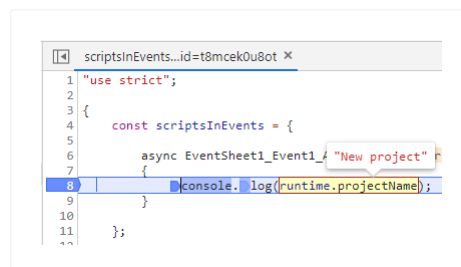 scriptsInEvents...id=t8mcek0u8ot ×
1 "use strict";
2
3 {
4 const scriptsInEvents = {
5
6 async EventSheet1_Event1_A
"New project"
7 {
8 console.log(runtime.projectName);
9 }
10
11 };